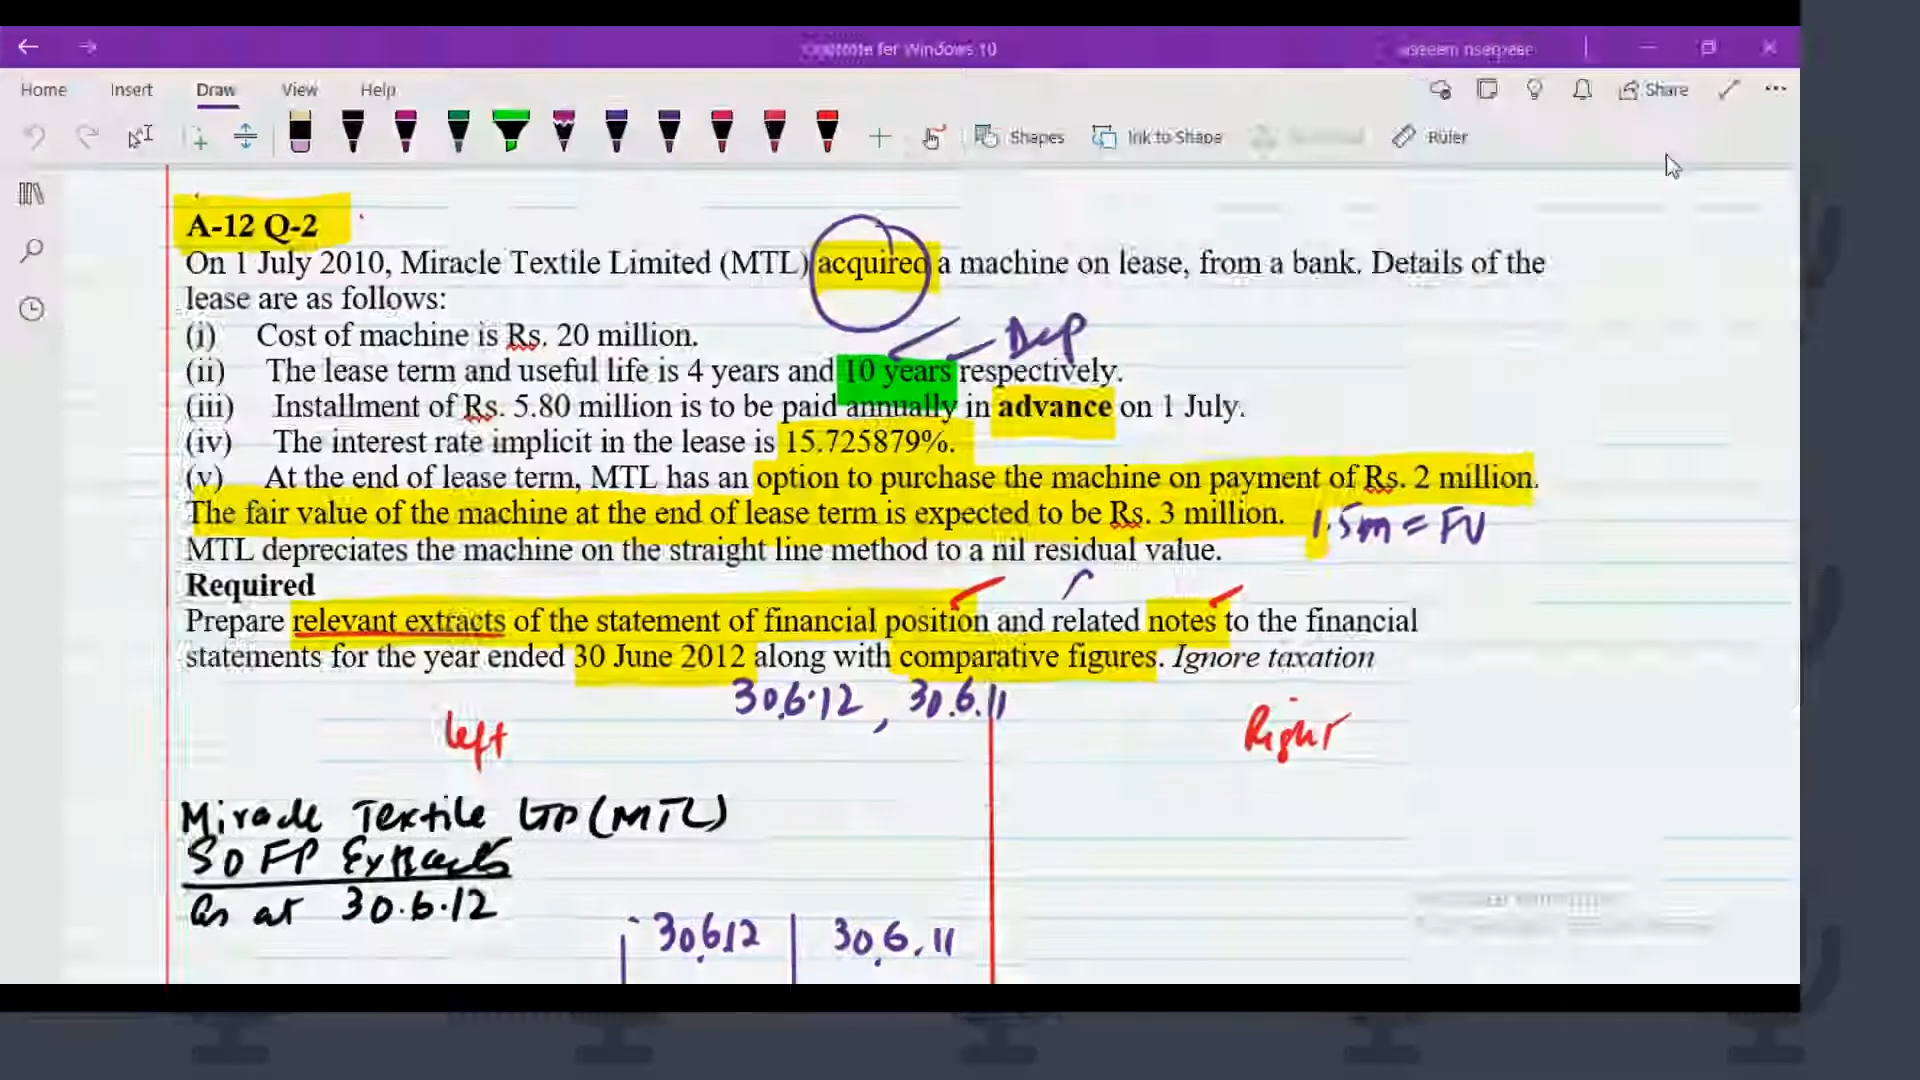 OneNote for Windows 10
Home Insert Draw View Help
Share
Shapes Ink to Shape Ruler
A-12 Q-2
On 1 July 2010, Miracle Textile Limited (MTL) acquired a machine on lease, from a bank. Details of the
lease are as follows:
(i) Cost of machine is Rs. 20 million.
Dep
(ii) The lease term and useful life is 4 years and 10 years respectively.
(iii) Installment of Rs. 5.80 million is to be paid annually in advance on 1 July.
(iv) The interest rate implicit in the lease is 15.725879%.
(v) At the end of lease term, MTL has an option to purchase the machine on payment of Rs. 2 million.
The fair value of the machine at the end of lease term is expected to be Rs. 3 million. 1.5m = FV
MTL depreciates the machine on the straight line method to a nil residual value.
Required
Prepare relevant extracts of the statement of financial position and related notes to the financial
statements for the year ended 30 June 2012 along with comparative figures. Ignore taxation
30.6.12, 30.6.11
left Right
Miracle Textile LTD (MTL)
SOFP Extracts
as at 30.6.12
30.6.12 30.6.11